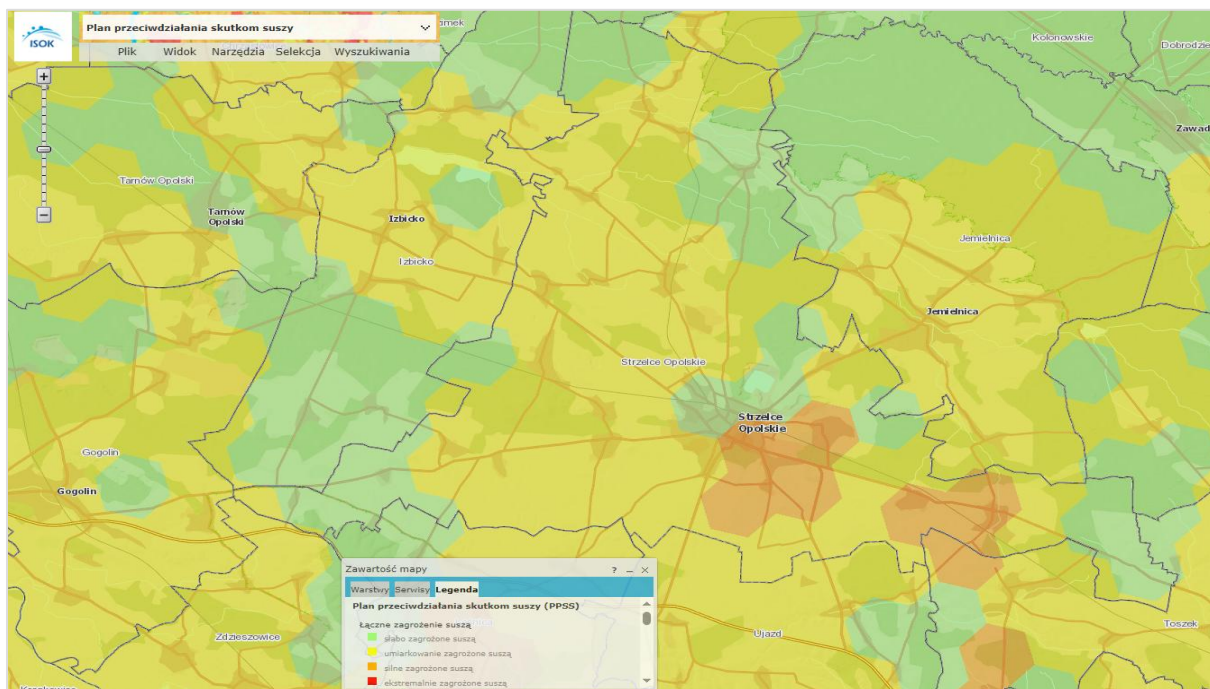 ISOK
Plan przeciwdziałania skutkom suszy
Plik Widok Narzędzia Selekcja Wyszukiwania
Kolonowskie
Zawad
Tarnów Opolski
Tarnów
Opolski
Izbicko
Izbicko
Jemielnica
Jemielnica
Strzelce Opolskie
Strzelce
Opolskie
Gogolin
Gogolin
Zdzieszowice
Ujazd
Toszek
Zawartość mapy ? – ×
Warstwy Serwisy Legenda
Plan przeciwdziałania skutkom suszy (PPSS)
Łączne zagrożenie suszą
słabo zagrożone suszą
umiarkowanie zagrożone suszą
silne zagrożone suszą
ekstremalnie zagrożone suszą